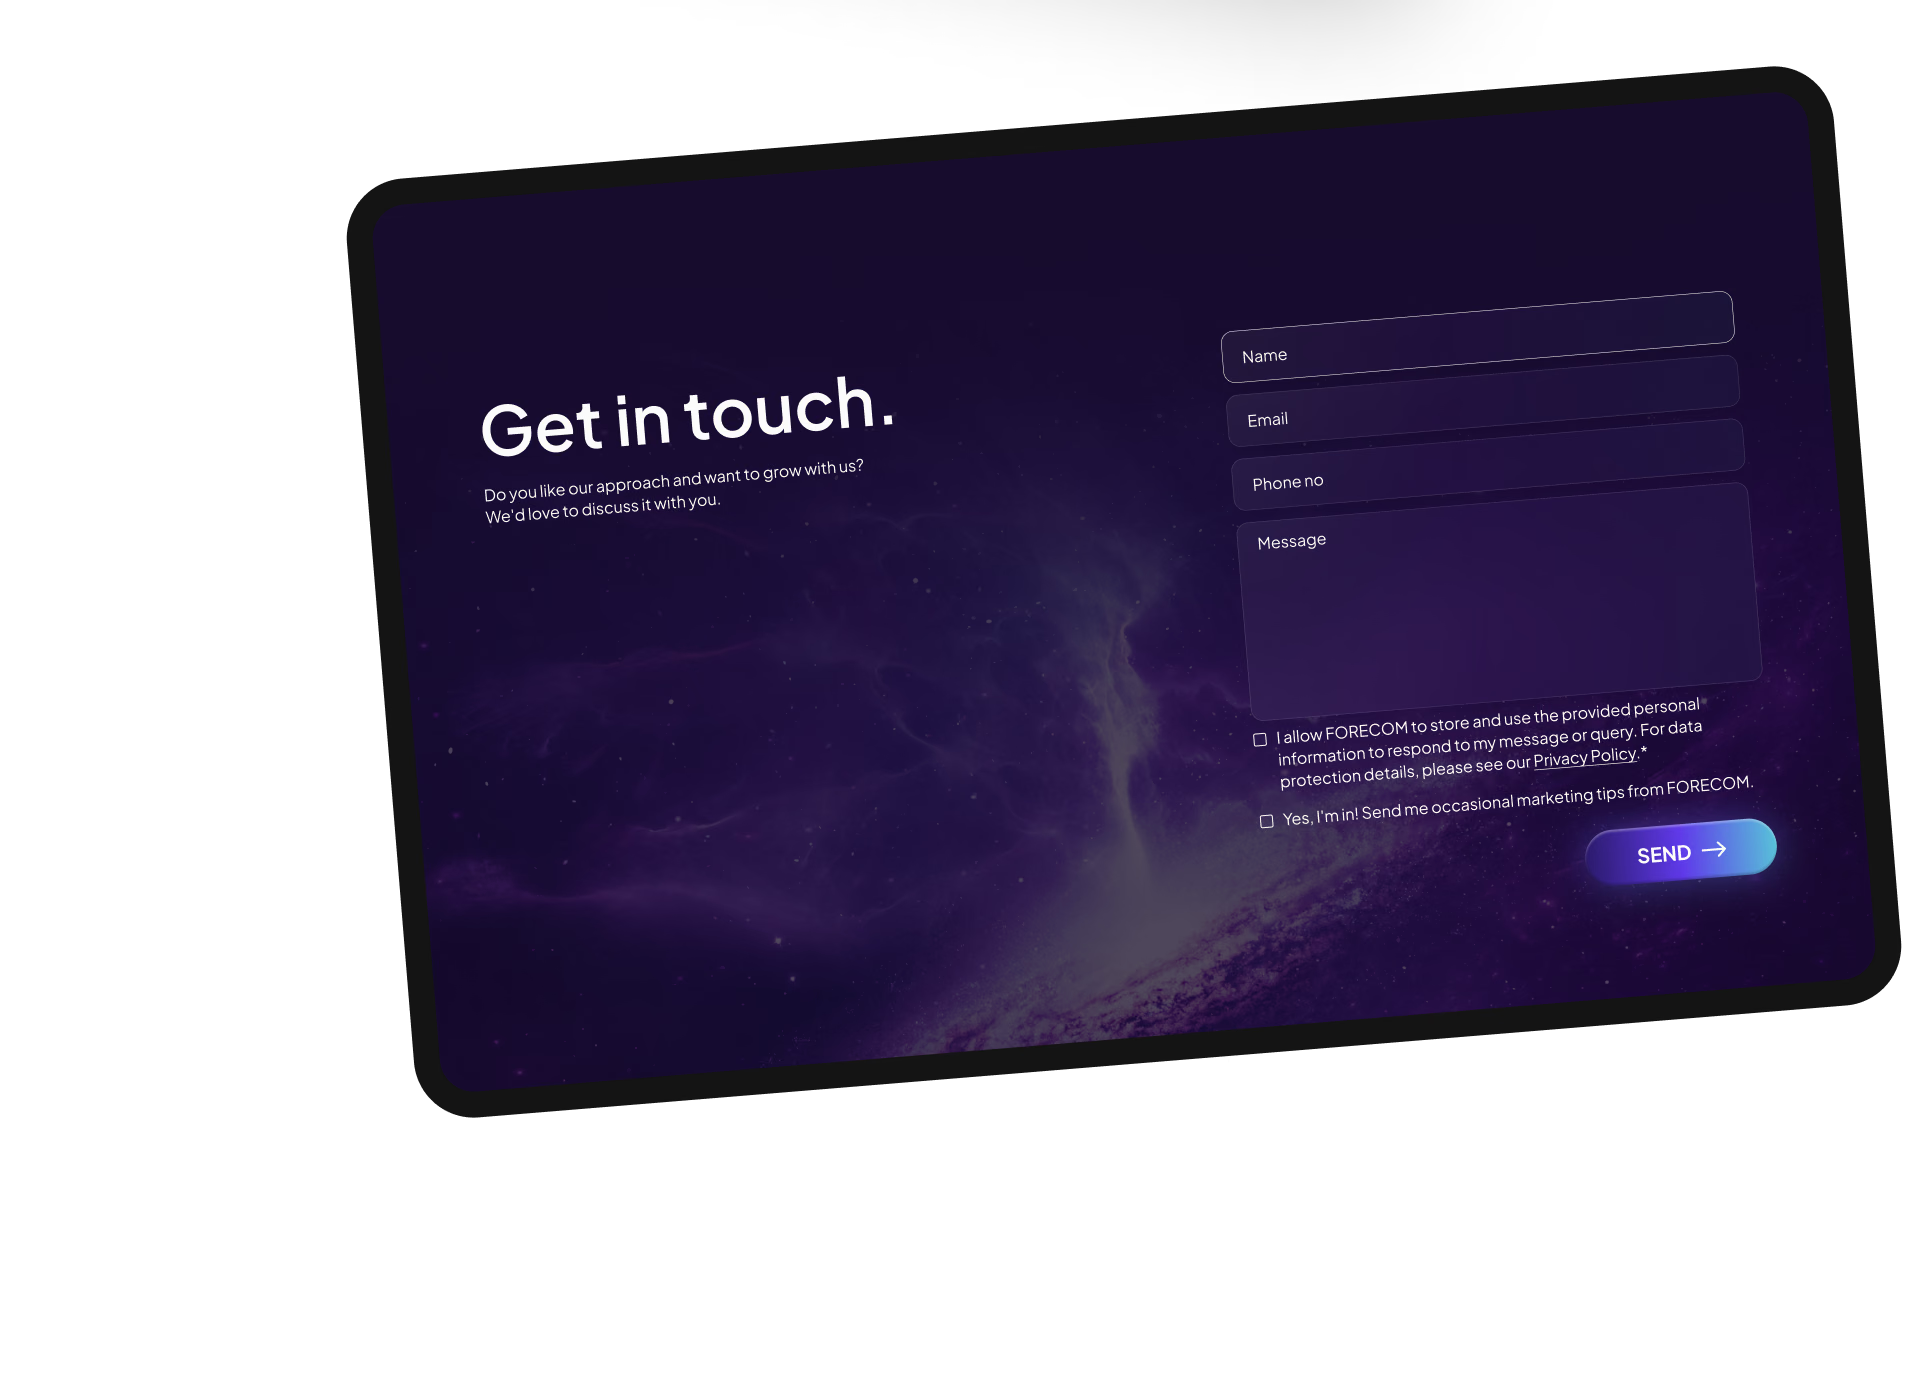 Get in touch.
Do you like our approach and want to grow with us?
We'd love to discuss it with you.
Name
Email
Phone no
Message
I allow FORECOM to store and use the provided personal
information to respond to my message or query. For data
protection details, please see our Privacy Policy.*
Yes, I'm in! Send me occasional marketing tips from FORECOM.
SEND →